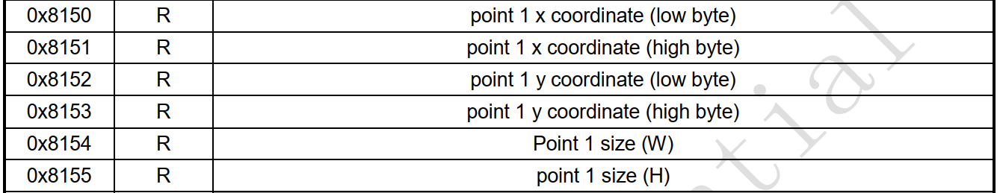 0x8150 R point 1 x coordinate (low byte)
0x8151 R point 1 x coordinate (high byte)
0x8152 R point 1 y coordinate (low byte)
0x8153 R point 1 y coordinate (high byte)
0x8154 R Point 1 size (W)
0x8155 R point 1 size (H)
tial